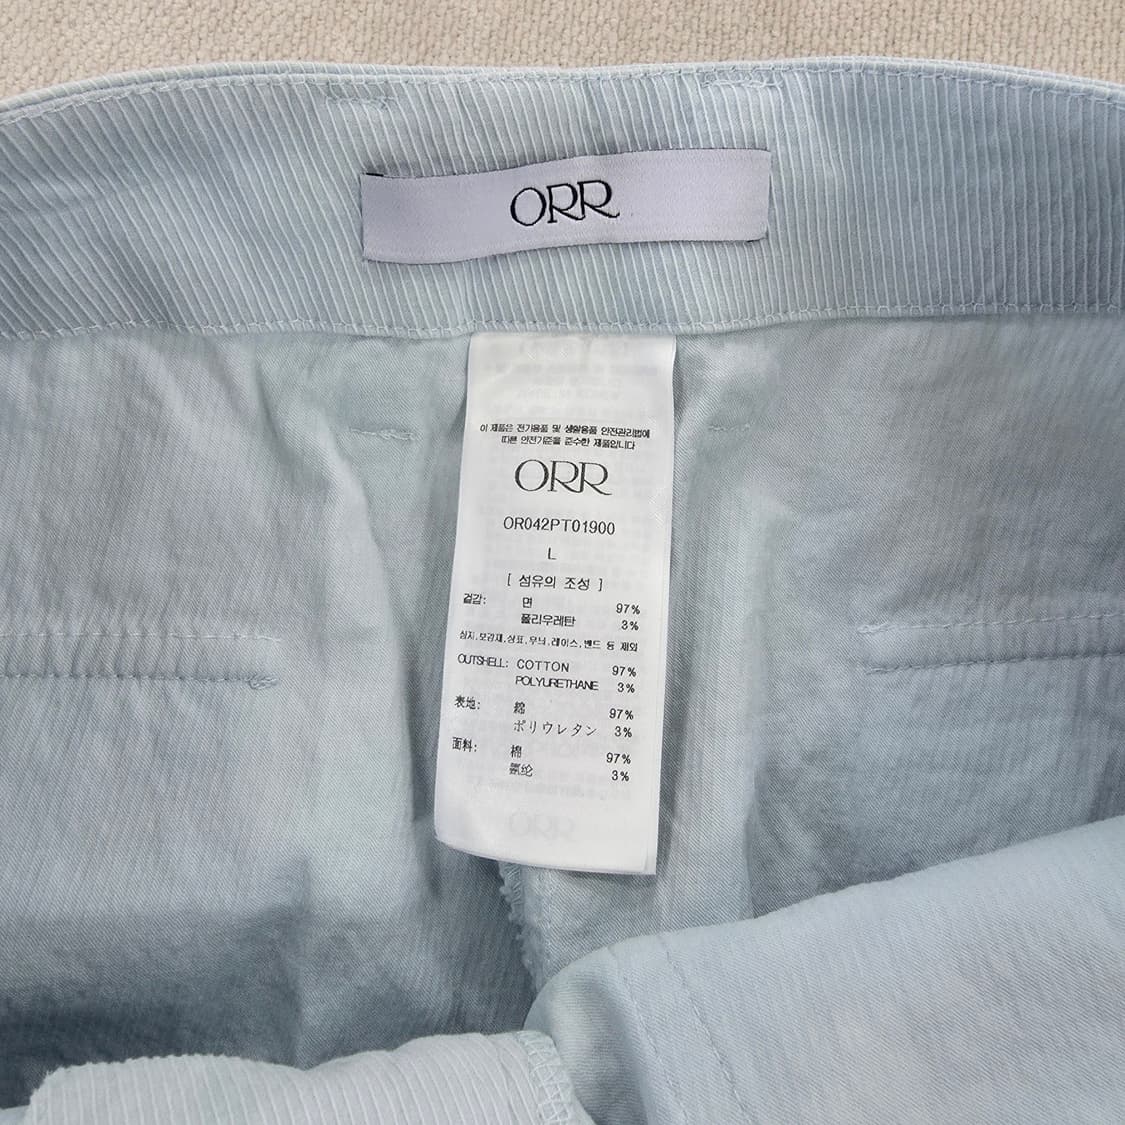 ORR
이 제품은 전기용품 및 생활용품 안전관리법에
따른 안전기준을 준수한 제품입니다
ORR
OR042PT01900
L
[ 섬유의 조성 ]
겉감: 면 97%
폴리우레탄 3%
심지,모감재,상표,무늬,레이스,밴드 등 제외
OUTSHELL: COTTON 97%
POLYURETHANE 3%
表地: 綿 97%
ポリウレタン 3%
面料: 棉 97%
氨纶 3%